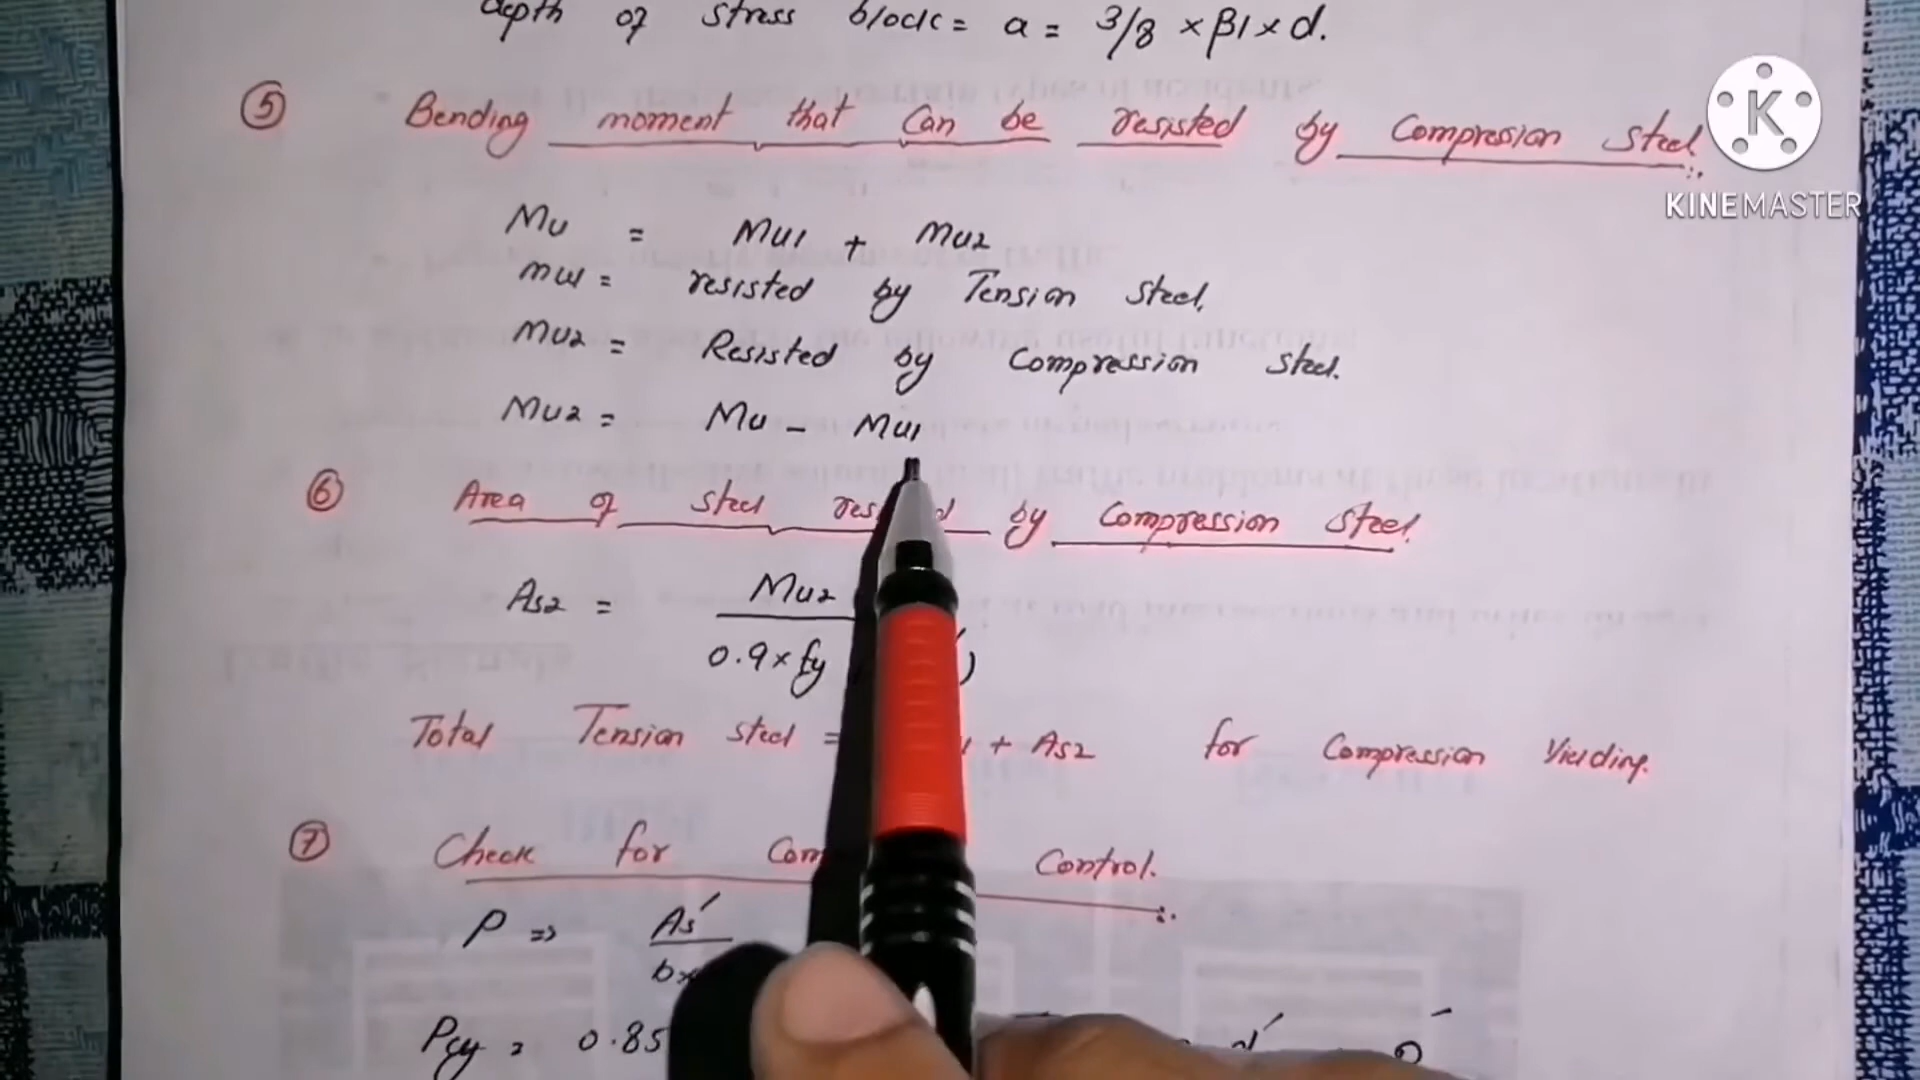 depth of stress block = a = 3/8 × β1 × d.
⑤ Bending moment that Can be resisted by Compression Steel.
KINEMASTER
Mu = Mu1 + Mu2
mu1 = resisted by Tension Steel.
Mu2 = Resisted by Compression Steel.
Mu2 = Mu - Mu1
⑥ Area of steel by Compression Steel.
As2 = Mu2
0.9 × fy )
Total Tension Steel = + As2 for Compression Yielding.
⑦ Check for Control.
P => As'
b×
Pcy = 0.85 d'